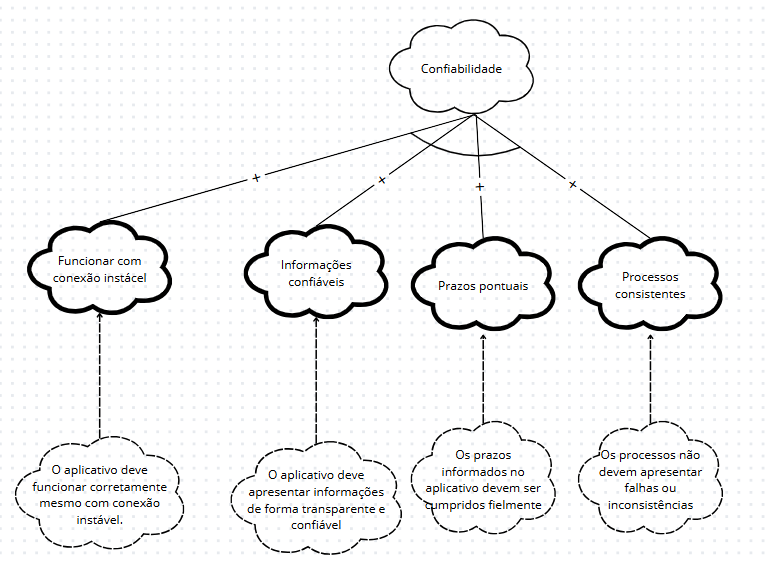 Confiabilidade
+
+
+
+
Funcionar com
conexão instácel
Informações
confiáveis
Prazos pontuais
Processos
consistentes
O aplicativo deve
funcionar corretamente
mesmo com conexão
instável.
O aplicativo deve
apresentar informações
de forma transparente e
confiável
Os prazos
informados no
aplicativo devem ser
cumpridos fielmente
Os processos não
devem apresentar
falhas ou
inconsistências